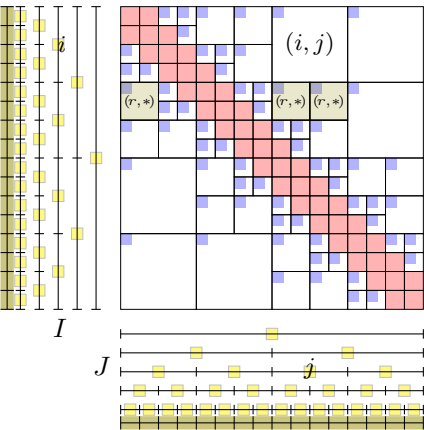 i
(i, j)
(r, *) (r, *) (r, *)
I
J
j